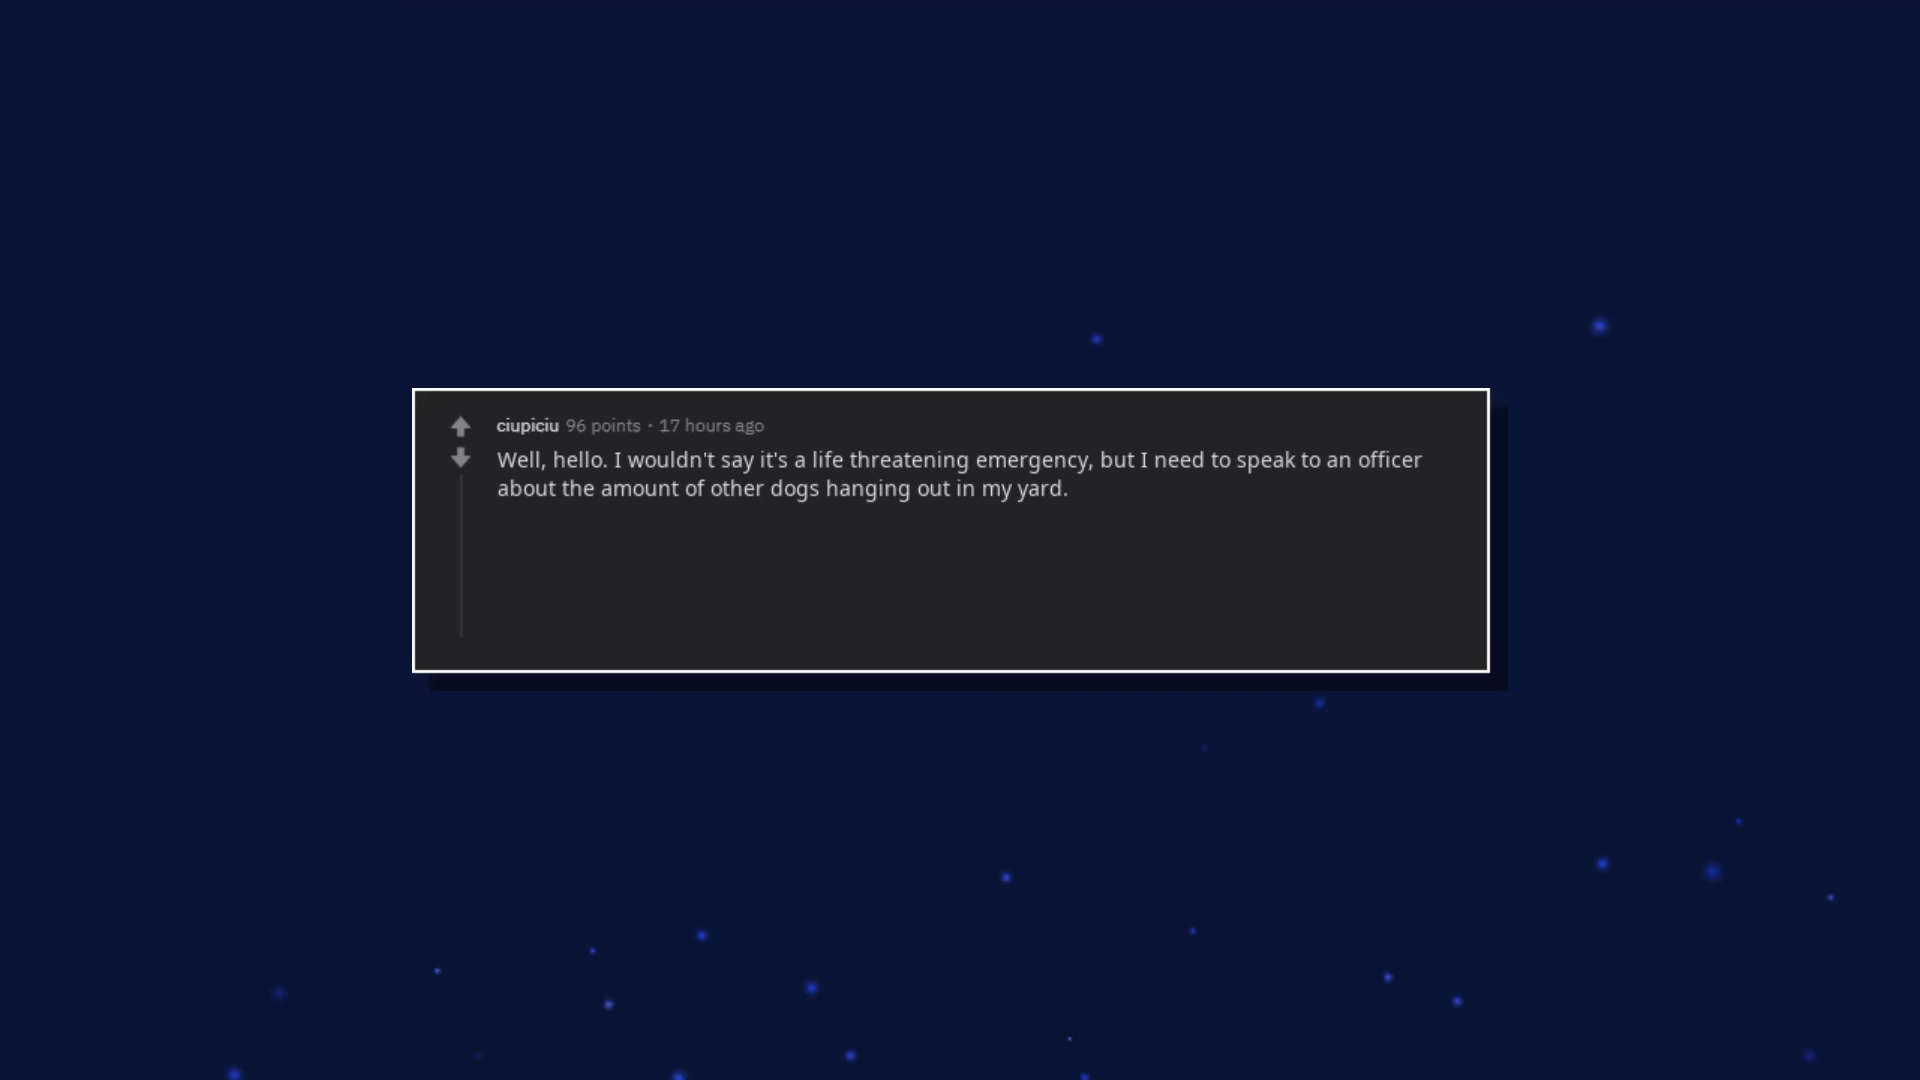 ciupiciu 96 points · 17 hours ago
Well, hello. I wouldn't say it's a life threatening emergency, but I need to speak to an officer
about the amount of other dogs hanging out in my yard.